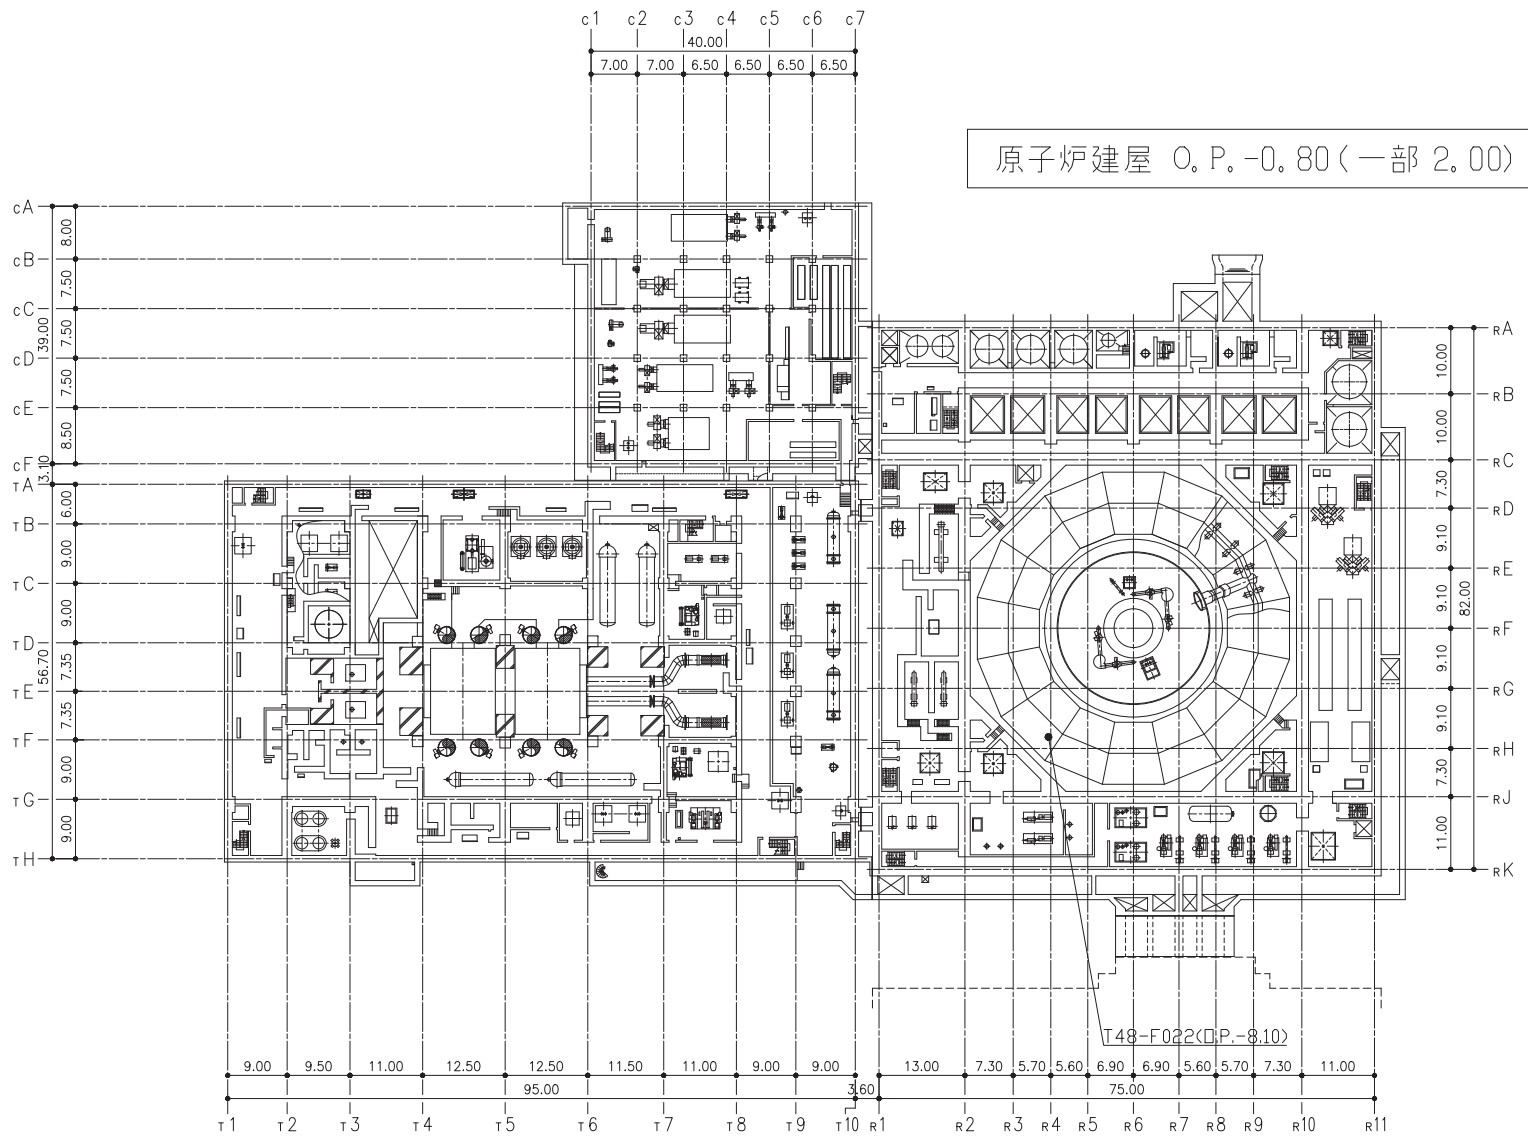 c1 c2 c3 c4 c5 c6 c7
40.00
7.00 7.00 6.50 6.50 6.50 6.50
原子炉建屋 O.P.-0.80(一部 2.00)
cA
8.00
cB
7.50
cC
7.50
39.00
cD
7.50
cE
8.50
cF
3.10
TA
6.00
TB
9.00
TC
9.00
TD
7.35
56.70
TE
7.35
TF
9.00
TG
9.00
TH
RA
10.00
RB
10.00
RC
7.30
RD
9.10
RE
9.10
82.00
RF
9.10
RG
9.10
RH
7.30
RJ
11.00
RK
T48-F022(O.P.-8.10)
9.00 9.50 11.00 12.50 12.50 11.50 11.00 9.00 9.00 13.00 7.30 5.70 5.60 6.90 6.90 5.60 5.70 7.30 11.00
95.00 3.60 75.00
T1 T2 T3 T4 T5 T6 T7 T8 T9 T10 R1 R2 R3 R4 R5 R6 R7 R8 R9 R10 R11